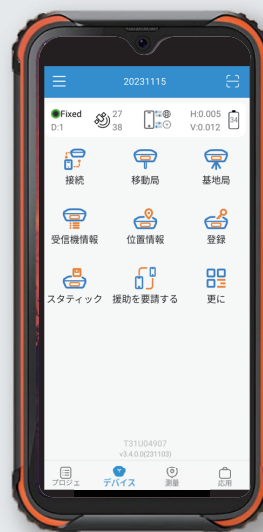 20231115
Fixed
D:1
27
38
H:0.005
V:0.012
34
接続
移動局
基地局
受信機情報
位置情報
登録
スタティック
援助を要請する
更に
T31U04907
v3.4.0.0(231103)
プロジェ
デバイス
測量
応用